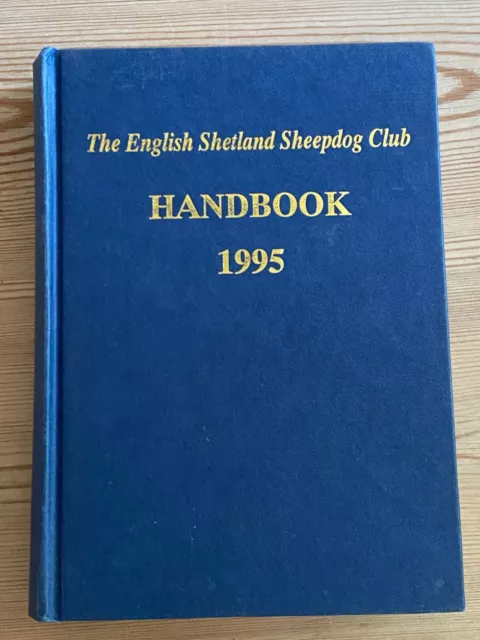 The English Shetland Sheepdog Club
HANDBOOK
1995